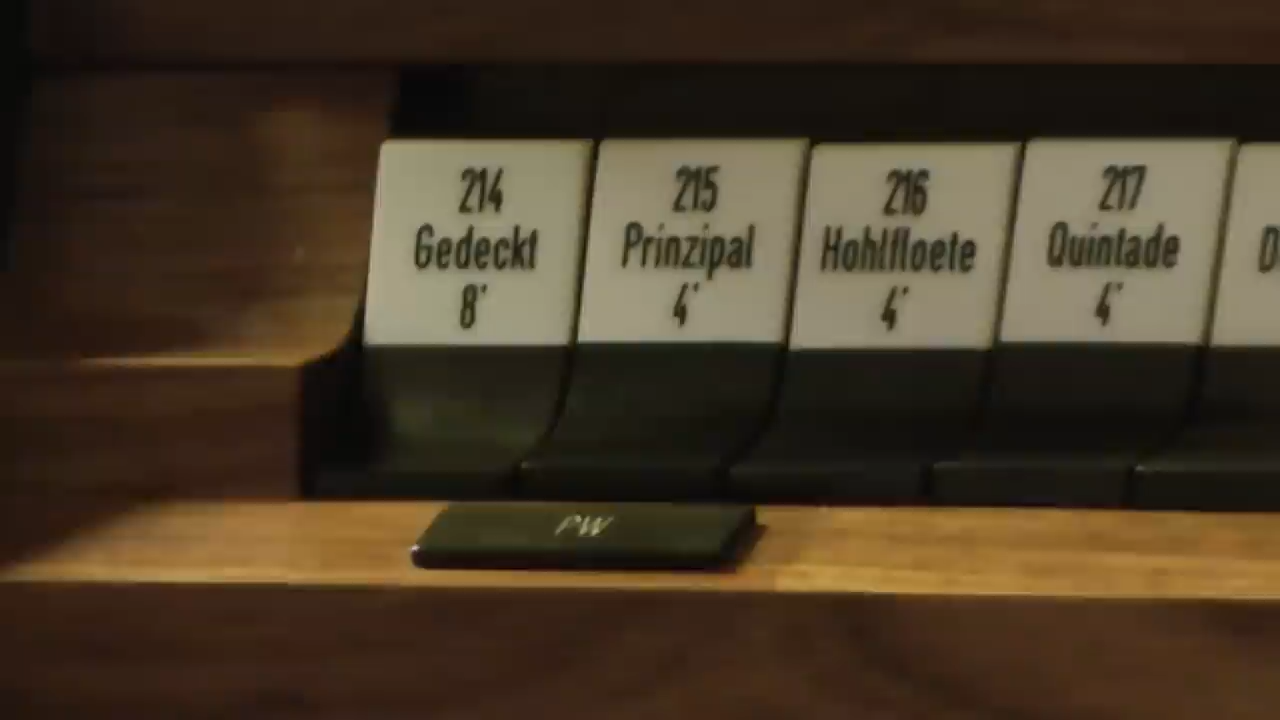 214
Gedeckt
8'
215
Prinzipal
4'
216
Hohlfloete
4'
217
Quintade
4'
D
PW